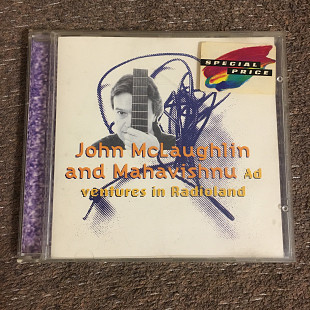 SPECIAL
PRICE
John McLaughlin
and Mahavishnu Ad
ventures in Radioland